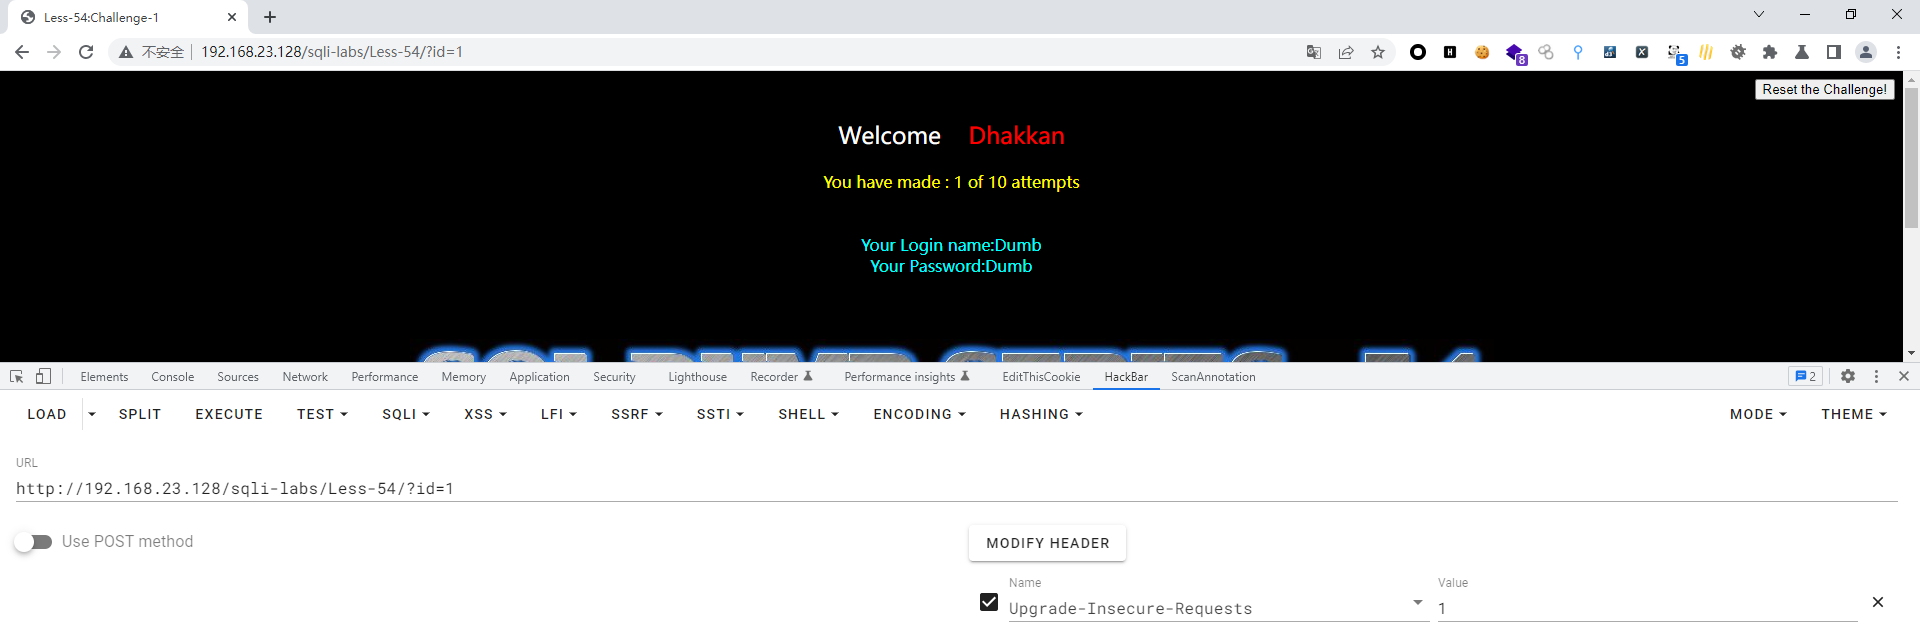 Less-54:Challenge-1
不安全 192.168.23.128/sqli-labs/Less-54/?id=1
8
5
Reset the Challenge!
Welcome Dhakkan
You have made : 1 of 10 attempts
Your Login name:Dumb
Your Password:Dumb
Elements Console Sources Network Performance Memory Application Security Lighthouse Recorder Performance insights EditThisCookie HackBar ScanAnnotation 2
LOAD SPLIT EXECUTE TEST SQLI XSS LFI SSRF SSTI SHELL ENCODING HASHING MODE THEME
URL
http://192.168.23.128/sqli-labs/Less-54/?id=1
Use POST method
MODIFY HEADER
Name Value
Upgrade-Insecure-Requests 1